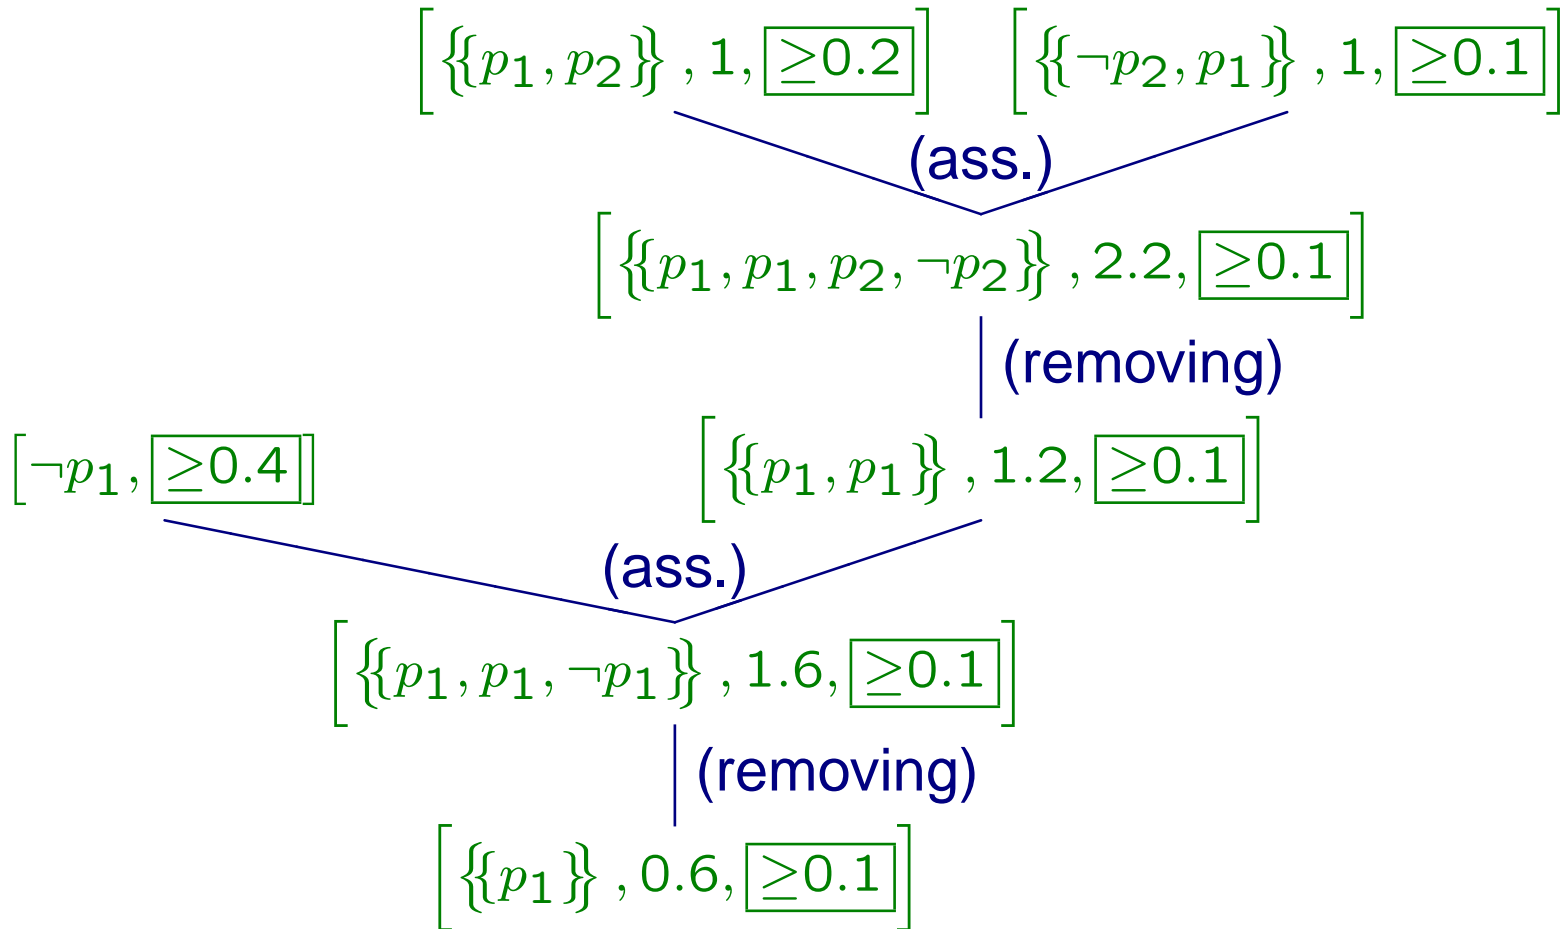 [{{p₁, p₂}}, 1, ≥0.2] [{{¬p₂, p₁}}, 1, ≥0.1]
(ass.)
[{{p₁, p₁, p₂, ¬p₂}}, 2.2, ≥0.1]
(removing)
[¬p₁, ≥0.4] [{{p₁, p₁}}, 1.2, ≥0.1]
(ass.)
[{{p₁, p₁, ¬p₁}}, 1.6, ≥0.1]
(removing)
[{{p₁}}, 0.6, ≥0.1]